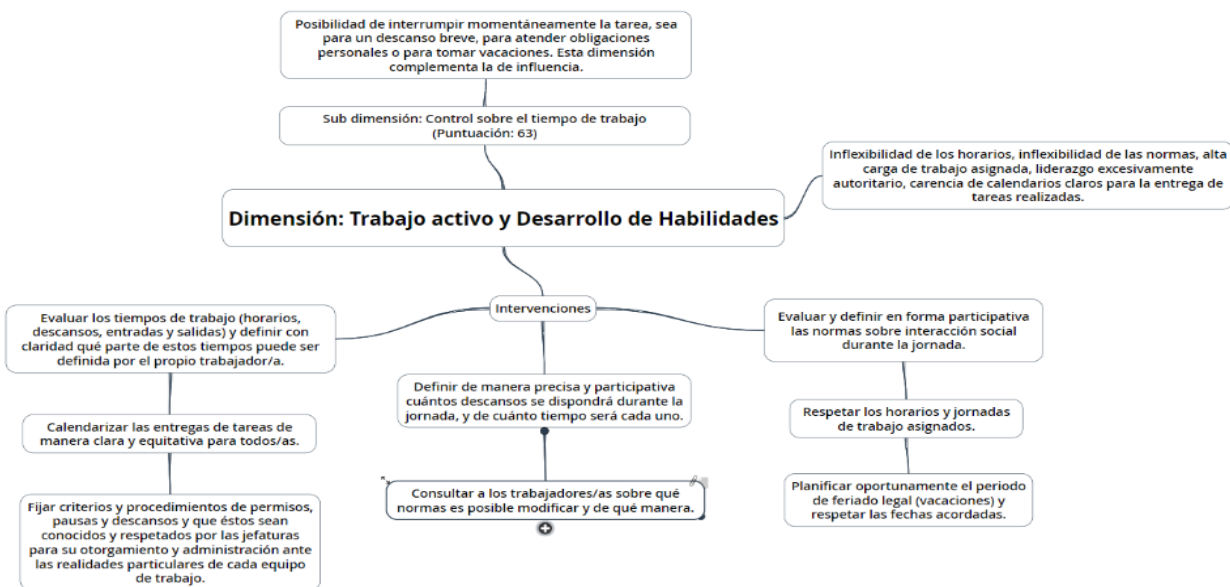 Posibilidad de interrumpir momentáneamente la tarea, sea
para un descanso breve, para atender obligaciones
personales o para tomar vacaciones. Esta dimensión
complementa la de influencia.
Sub dimensión: Control sobre el tiempo de trabajo
(Puntuación: 63)
Inflexibilidad de los horarios, inflexibilidad de las normas, alta
carga de trabajo asignada, liderazgo excesivamente
autoritario, carencia de calendarios claros para la entrega de
tareas realizadas.
Dimensión: Trabajo activo y Desarrollo de Habilidades
Intervenciones
Evaluar los tiempos de trabajo (horarios,
descansos, entradas y salidas) y definir con
claridad qué parte de estos tiempos puede ser
definida por el propio trabajador/a.
Calendarizar las entregas de tareas de
manera clara y equitativa para todos/as.
Fijar criterios y procedimientos de permisos,
pausas y descansos y que éstos sean
conocidos y respetados por las jefaturas
para su otorgamiento y administración ante
las realidades particulares de cada equipo
de trabajo.
Definir de manera precisa y participativa
cuántos descansos se dispondrá durante la
jornada, y de cuánto tiempo será cada uno.
Consultar a los trabajadores/as sobre qué
normas es posible modificar y de qué manera.
Evaluar y definir en forma participativa
las normas sobre interacción social
durante la jornada.
Respetar los horarios y jornadas
de trabajo asignados.
Planificar oportunamente el periodo
de feriado legal (vacaciones) y
respetar las fechas acordadas.